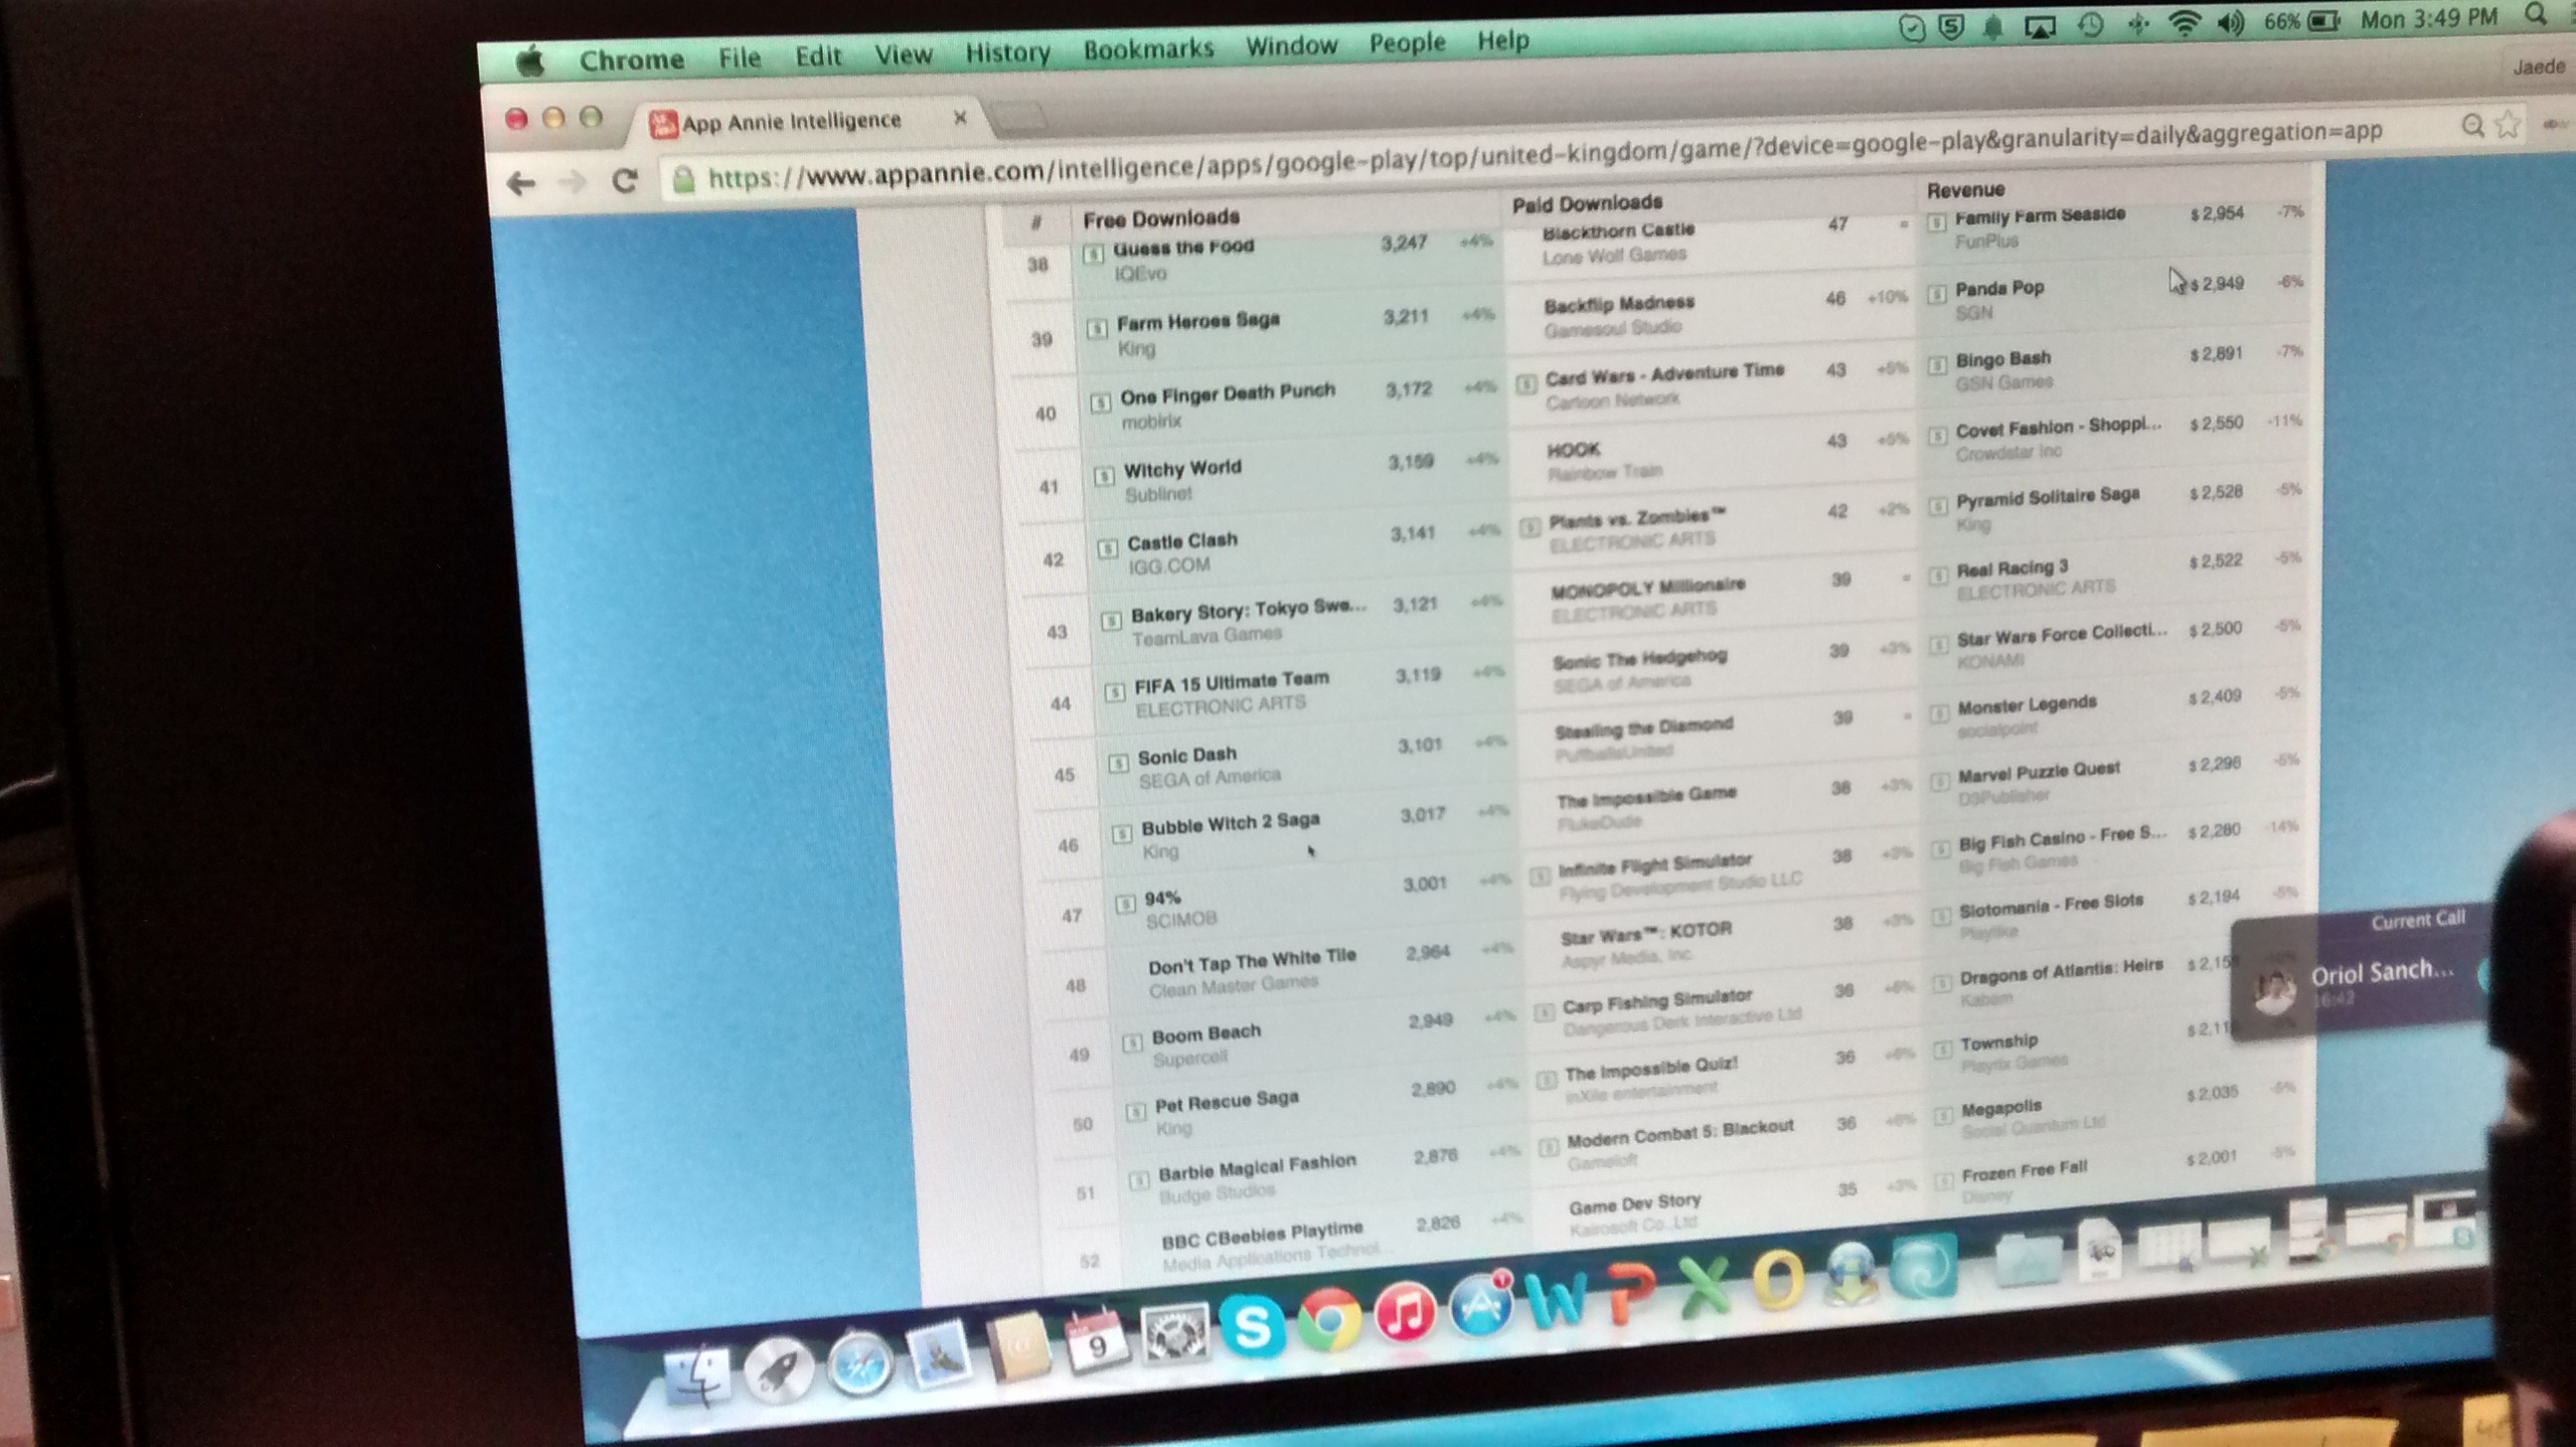 Chrome File Edit View History Bookmarks Window People Help 66% Mon 3:49 PM
Jaede
App Annie Intelligence
https://www.appannie.com/intelligence/apps/google-play/top/united-kingdom/game/?device=google-play&granularity=daily&aggregation=app
# Free Downloads Paid Downloads Revenue
38 Guess the Food 3,247 +4% Blackthorn Castle 47 = Family Farm Seaside $ 2,954 -7%
IQEvo Lone Wolf Games FunPlus
39 Farm Heroes Saga 3,211 +4% Backflip Madness 46 +10% Panda Pop $ 2,949 -6%
King Gamesoul Studio SGN
40 One Finger Death Punch 3,172 +4% Card Wars - Adventure Time 43 +5% Bingo Bash $ 2,891 -7%
mobirix Cartoon Network GSN Games
41 Witchy World 3,159 +4% HOOK 43 +5% Covet Fashion - Shoppi... $ 2,550 -11%
Sublinet Rainbow Train Crowdstar Inc
42 Castle Clash 3,141 +4% Plants vs. Zombies™ 42 +2% Pyramid Solitaire Saga $ 2,528 -5%
IGG.COM ELECTRONIC ARTS King
43 Bakery Story: Tokyo Swe... 3,121 +4% MONOPOLY Millionaire 39 = Real Racing 3 $ 2,522 -5%
TeamLava Games ELECTRONIC ARTS ELECTRONIC ARTS
44 FIFA 15 Ultimate Team 3,119 +4% Sonic The Hedgehog 39 +3% Star Wars Force Collecti... $ 2,500 -5%
ELECTRONIC ARTS SEGA of America KONAMI
45 Sonic Dash 3,101 +4% Stealing the Diamond 39 = Monster Legends $ 2,409 -5%
SEGA of America PuffballsUnited socialpoint
46 Bubble Witch 2 Saga 3,017 +4% The Impossible Game 38 +3% Marvel Puzzle Quest $ 2,296 -5%
King FlukeDude D3Publisher
47 94% 3,001 +4% Infinite Flight Simulator 38 +3% Big Fish Casino - Free S... $ 2,280 -14%
SCIMOB Flying Development Studio LLC Big Fish Games
48 Don't Tap The White Tile 2,964 +4% Star Wars™: KOTOR 38 +3% Slotomania - Free Slots $ 2,194 -5%
Clean Master Games Aspyr Media, Inc Playtika
49 Boom Beach 2,949 +4% Carp Fishing Simulator 36 Dragons of Atlantis: Heirs $ 2,15
Supercell Dangerous Derk Interactive Ltd Kabam
50 Pet Rescue Saga 2,890 +4% The Impossible Quiz! 36 Township $ 2,11
King inXile entertainment Playrix Games
51 Barbie Magical Fashion 2,876 +4% Modern Combat 5: Blackout 36 Megapolis $ 2,035 -5%
Budge Studios Gameloft Social Quantum Ltd
52 BBC CBeebies Playtime 2,826 +4% Game Dev Story 35 +3% Frozen Free Fall $ 2,001 -5%
Media Applications Technol... Kairosoft Co.,Ltd Disney
Current Call
Oriol Sanch...
16:42
9